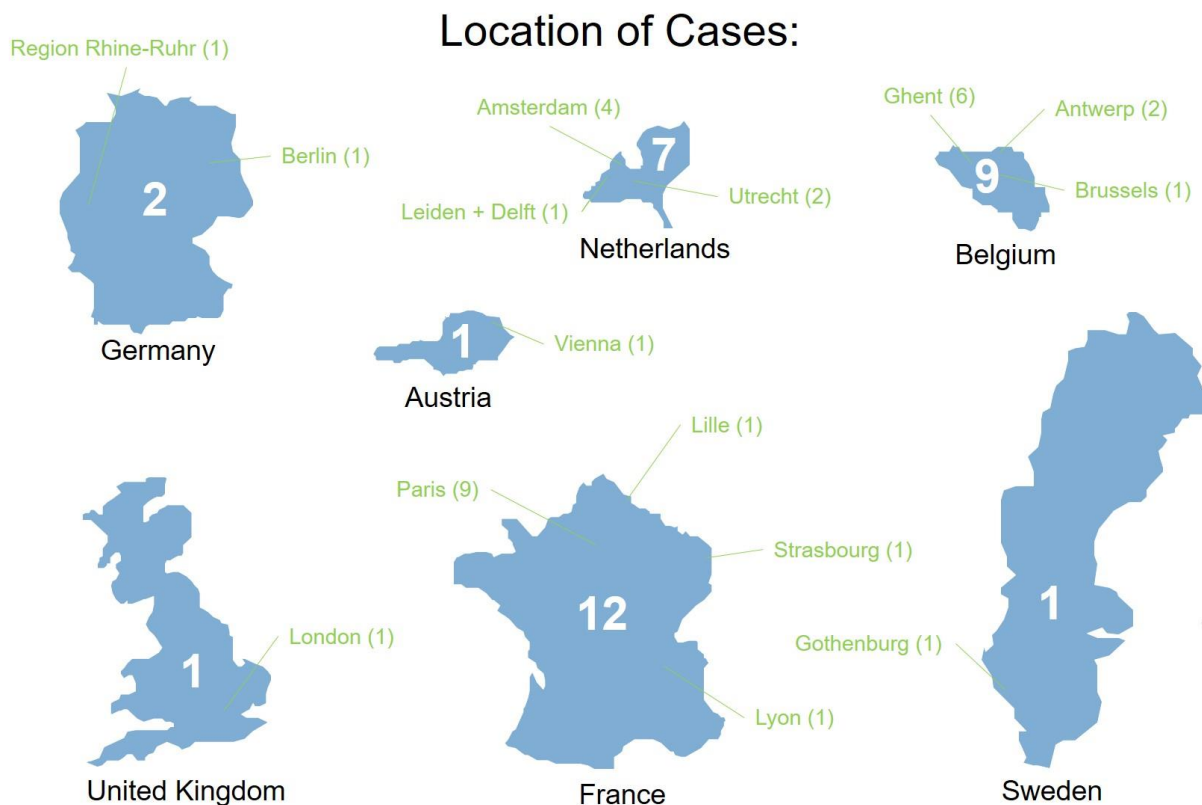 Location of Cases:
Region Rhine-Ruhr (1)
Berlin (1)
2
Germany
Amsterdam (4)
7
Utrecht (2)
Leiden + Delft (1)
Netherlands
Ghent (6)
Antwerp (2)
9
Brussels (1)
Belgium
1
Vienna (1)
Austria
London (1)
1
United Kingdom
Lille (1)
Paris (9)
Strasbourg (1)
12
Lyon (1)
France
1
Gothenburg (1)
Sweden